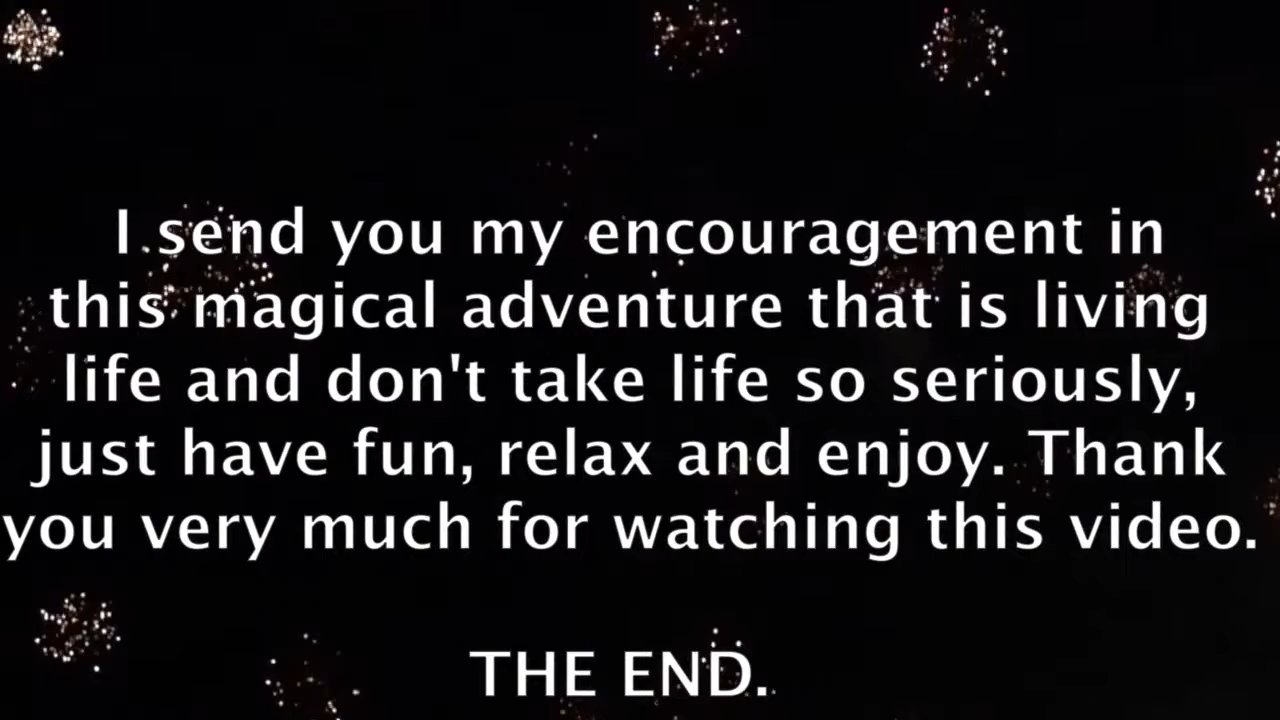 I send you my encouragement in
this magical adventure that is living
life and don't take life so seriously,
just have fun, relax and enjoy. Thank
you very much for watching this video.
THE END.